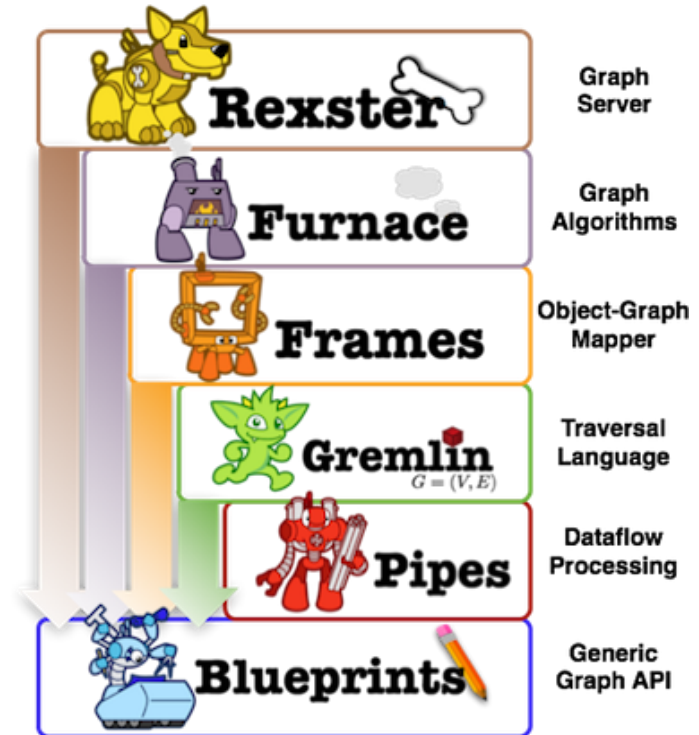 Rexster
Graph
Server
Furnace
Graph
Algorithms
Frames
Object-Graph
Mapper
Gremlin
G = (V, E)
Traversal
Language
Pipes
Dataflow
Processing
Blueprints
Generic
Graph API